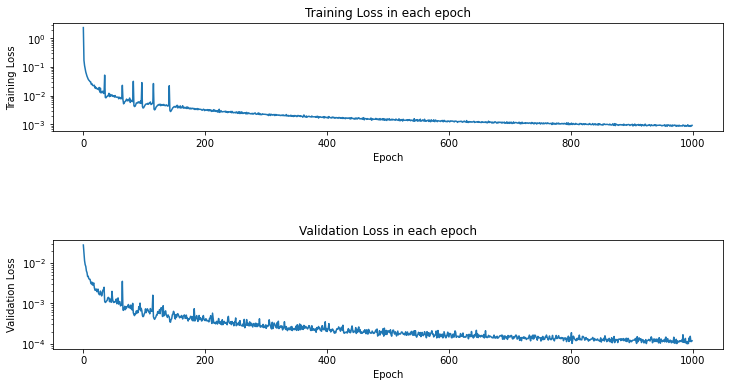 Training Loss in each epoch
10^0
10^-1
10^-2
10^-3
Training Loss
0 200 400 600 800 1000
Epoch
Validation Loss in each epoch
10^-2
10^-3
10^-4
Validation Loss
0 200 400 600 800 1000
Epoch